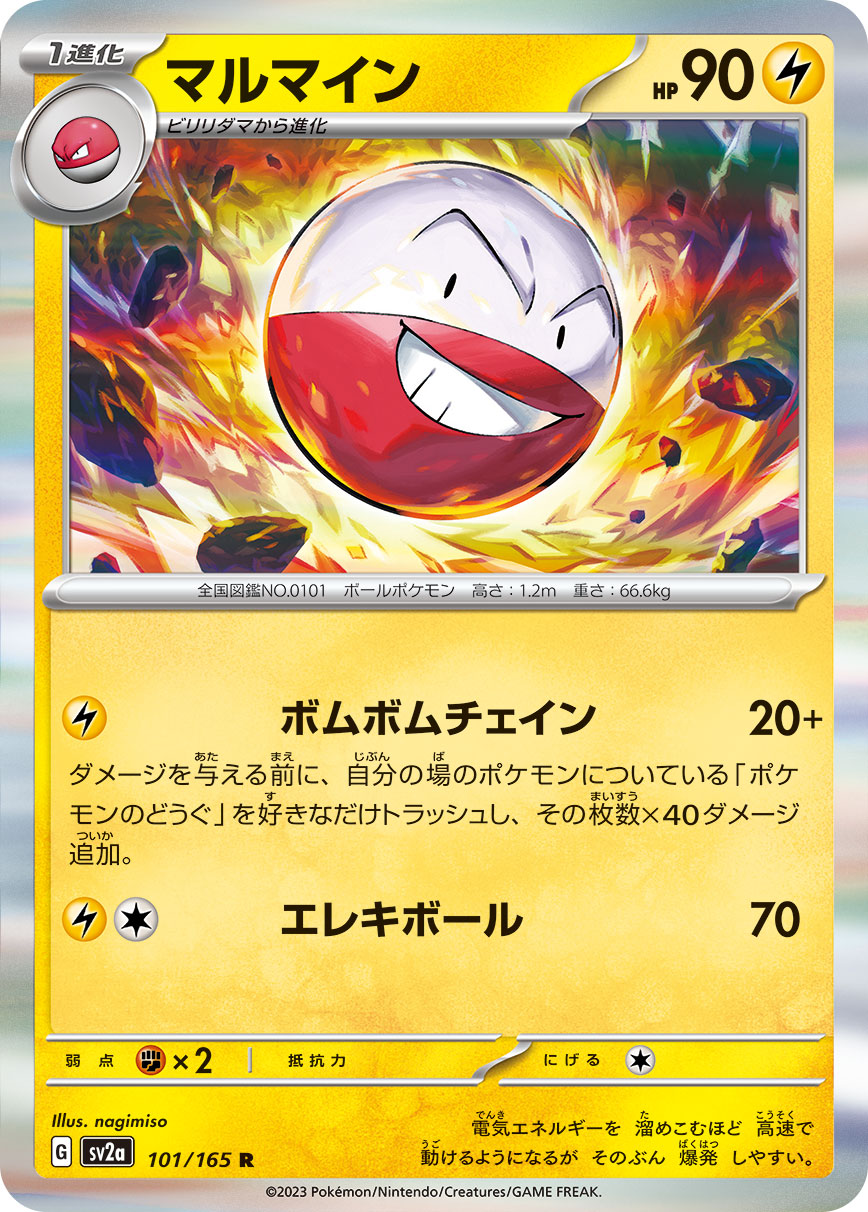 1進化
マルマイン
HP 90
ビリリダマから進化
全国図鑑NO.0101 ボールポケモン 高さ：1.2m 重さ：66.6kg
ボムボムチェイン 20+
ダメージを与える前に、自分の場のポケモンについている「ポケ
モンのどうぐ」を好きなだけトラッシュし、その枚数×40ダメージ
追加。
エレキボール 70
弱点 ×2 抵抗力 にげる
Illus. nagimiso
G sv2a 101/165 R
電気エネルギーを 溜めこむほど 高速で
動けるようになるが そのぶん 爆発 しやすい。
©2023 Pokémon/Nintendo/Creatures/GAME FREAK.